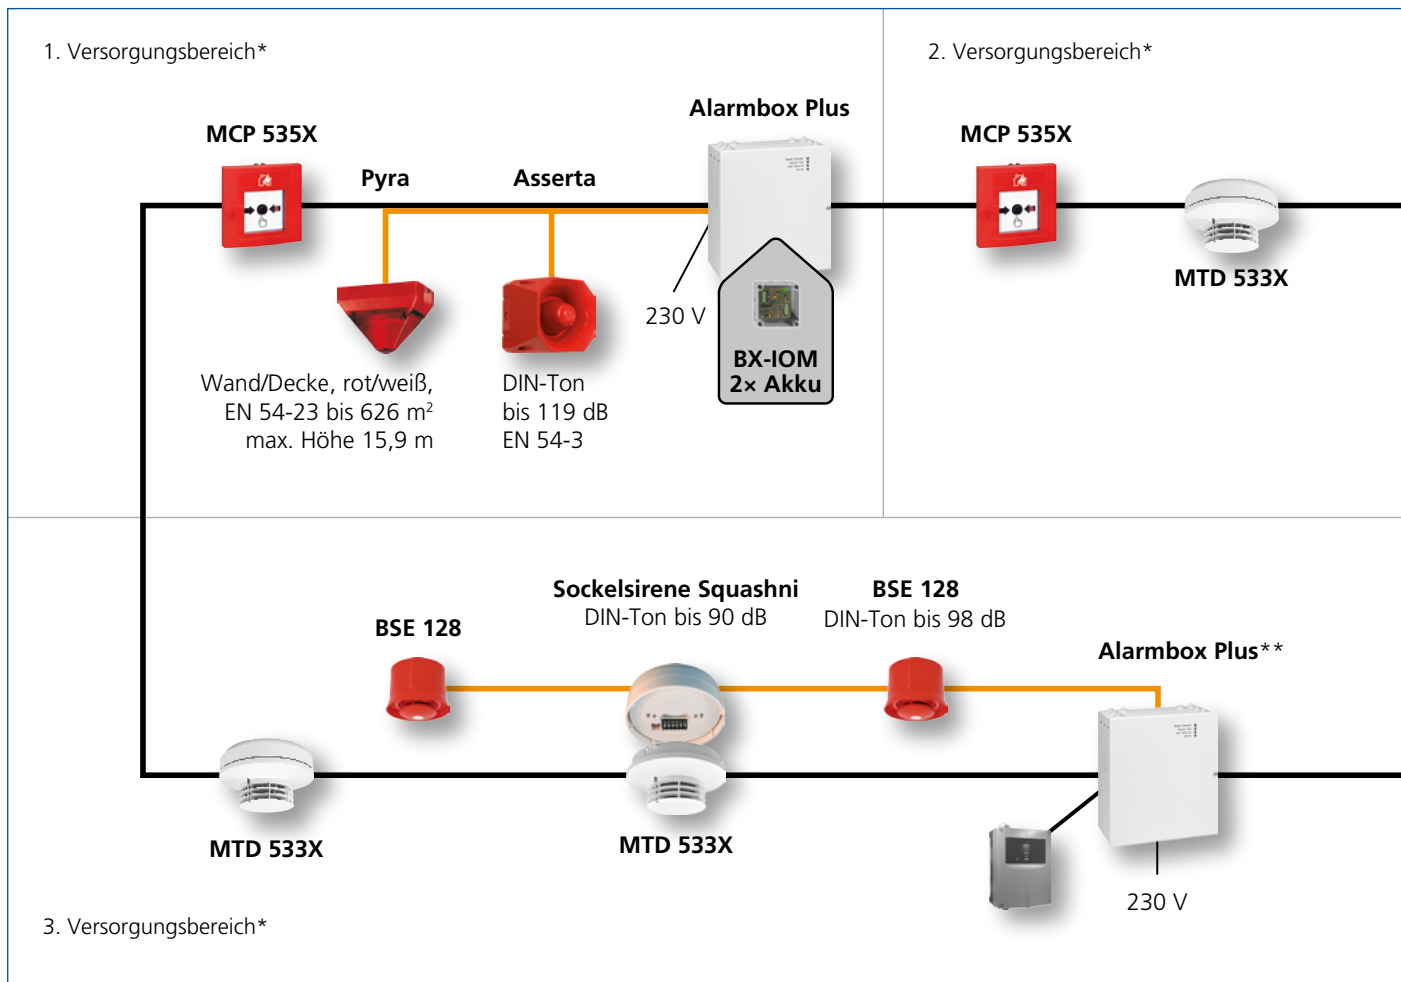 1. Versorgungsbereich*
2. Versorgungsbereich*
Alarmbox Plus
MCP 535X
Pyra
Asserta
MCP 535X
MTD 533X
230 V
BX-IOM
2× Akku
Wand/Decke, rot/weiß,
EN 54-23 bis 626 m²
max. Höhe 15,9 m
DIN-Ton
bis 119 dB
EN 54-3
Sockelsirene Squashni
DIN-Ton bis 90 dB
BSE 128
DIN-Ton bis 98 dB
BSE 128
Alarmbox Plus**
MTD 533X
MTD 533X
230 V
3. Versorgungsbereich*